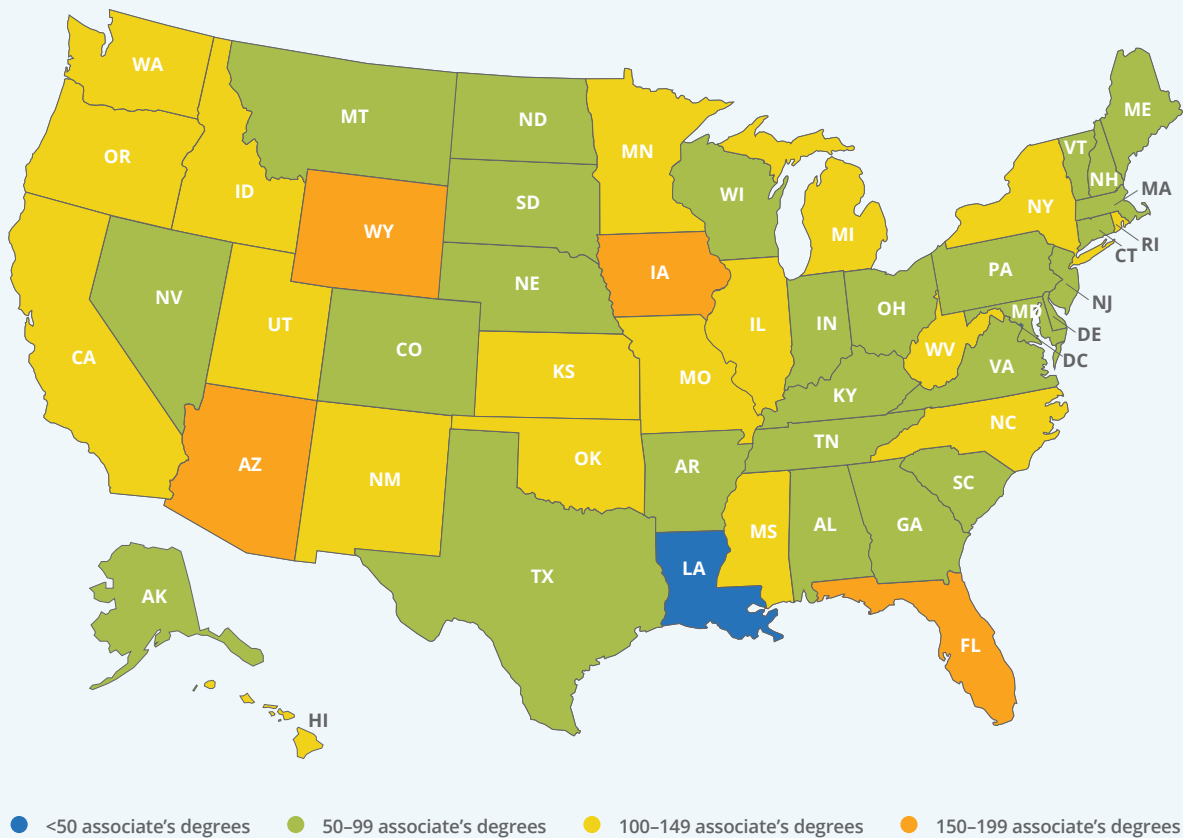 WA
MT
ND
ME
OR
MN
VT
ID
WI
NH
MA
SD
NY
WY
MI
RI
CT
IA
PA
NE
NV
OH
NJ
UT
IL
IN
MD
DE
CO
WV
DC
CA
VA
KS
MO
KY
NC
TN
AZ
OK
AR
NM
SC
MS
AL
GA
LA
TX
AK
FL
HI
<50 associate’s degrees
50–99 associate’s degrees
100–149 associate’s degrees
150–199 associate’s degrees